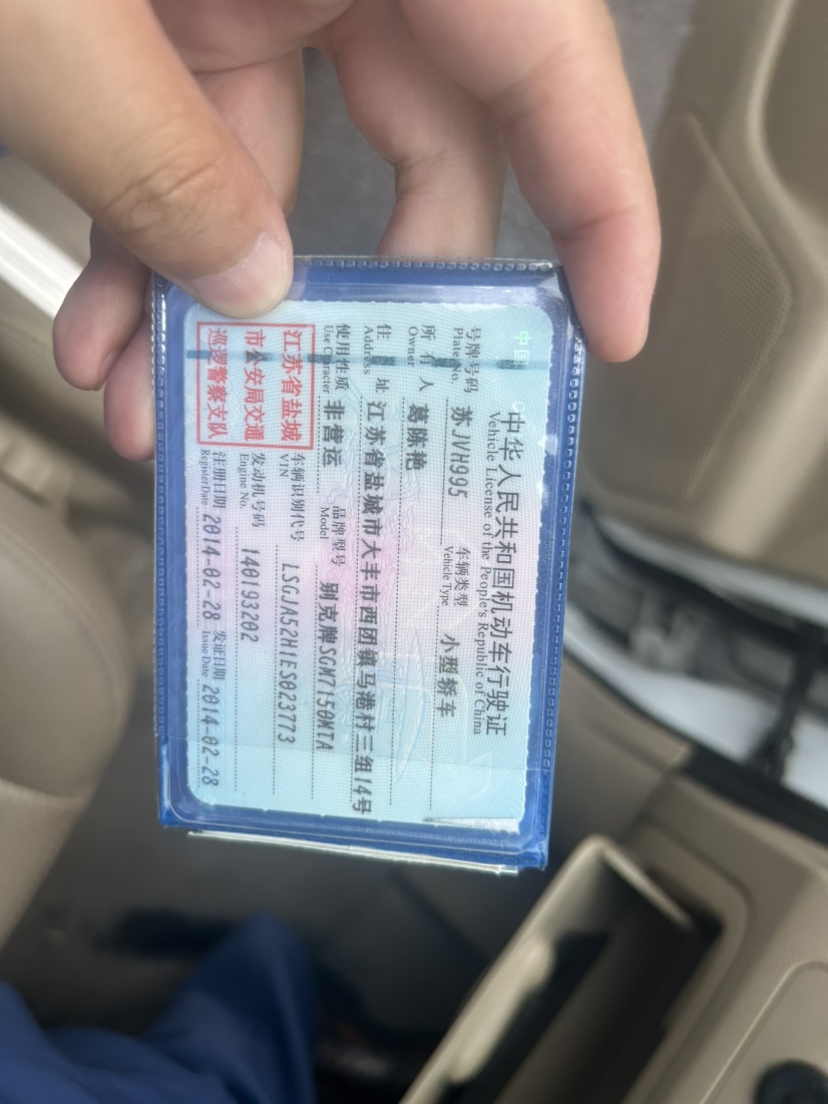 中华人民共和国机动车行驶证
Vehicle License of the People's Republic of China
号牌号码 苏JVH995 车辆类型 小型轿车
Plate No. Vehicle Type
所有人 葛陈艳
Owner
住址 江苏省盐城市大丰市西团镇马港村三组14号
Address
使用性质 非营运 品牌型号 别克牌SGM7150MTA
Use Character Model
江苏省盐城
市公安局交通
巡逻警察支队
车辆识别代号 LSGJA52H1ES023773
VIN
发动机号码 140193202
Engine No.
注册日期 2014-02-28 发证日期 2014-02-28
Register Date Issue Date